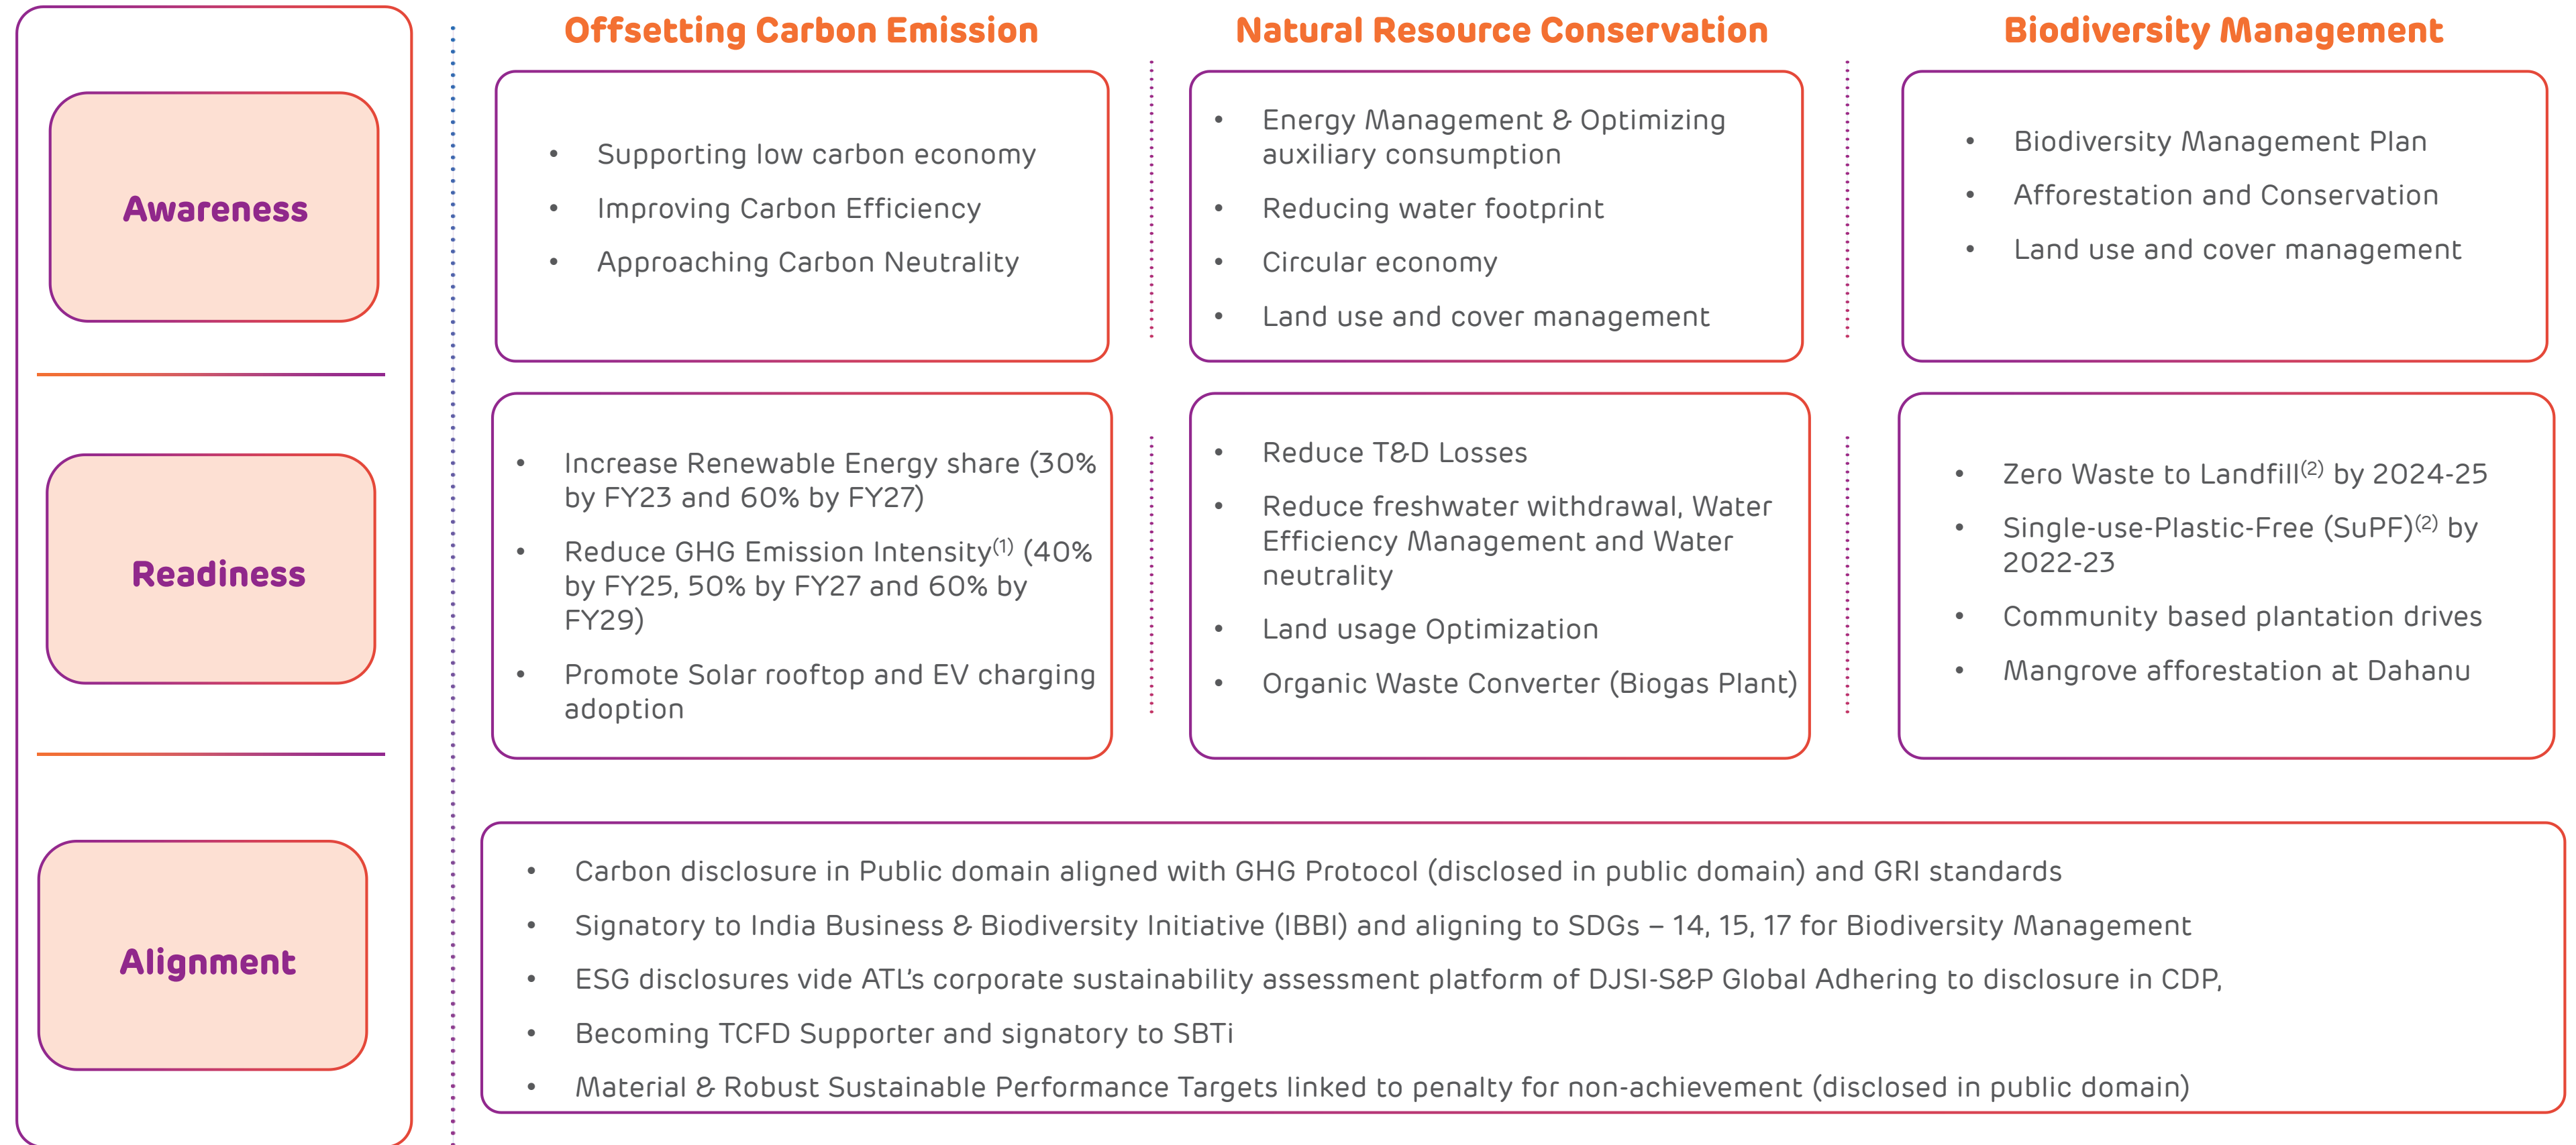 Offsetting Carbon Emission
Natural Resource Conservation
Biodiversity Management
Awareness
• Supporting low carbon economy
• Improving Carbon Efficiency
• Approaching Carbon Neutrality
• Energy Management & Optimizing
auxiliary consumption
• Reducing water footprint
• Circular economy
• Land use and cover management
• Biodiversity Management Plan
• Afforestation and Conservation
• Land use and cover management
Readiness
• Increase Renewable Energy share (30%
by FY23 and 60% by FY27)
• Reduce GHG Emission Intensity(1) (40%
by FY25, 50% by FY27 and 60% by
FY29)
• Promote Solar rooftop and EV charging
adoption
• Reduce T&D Losses
• Reduce freshwater withdrawal, Water
Efficiency Management and Water
neutrality
• Land usage Optimization
• Organic Waste Converter (Biogas Plant)
• Zero Waste to Landfill(2) by 2024-25
• Single-use-Plastic-Free (SuPF)(2) by
2022-23
• Community based plantation drives
• Mangrove afforestation at Dahanu
Alignment
• Carbon disclosure in Public domain aligned with GHG Protocol (disclosed in public domain) and GRI standards
• Signatory to India Business & Biodiversity Initiative (IBBI) and aligning to SDGs – 14, 15, 17 for Biodiversity Management
• ESG disclosures vide ATL's corporate sustainability assessment platform of DJSI-S&P Global Adhering to disclosure in CDP,
• Becoming TCFD Supporter and signatory to SBTi
• Material & Robust Sustainable Performance Targets linked to penalty for non-achievement (disclosed in public domain)